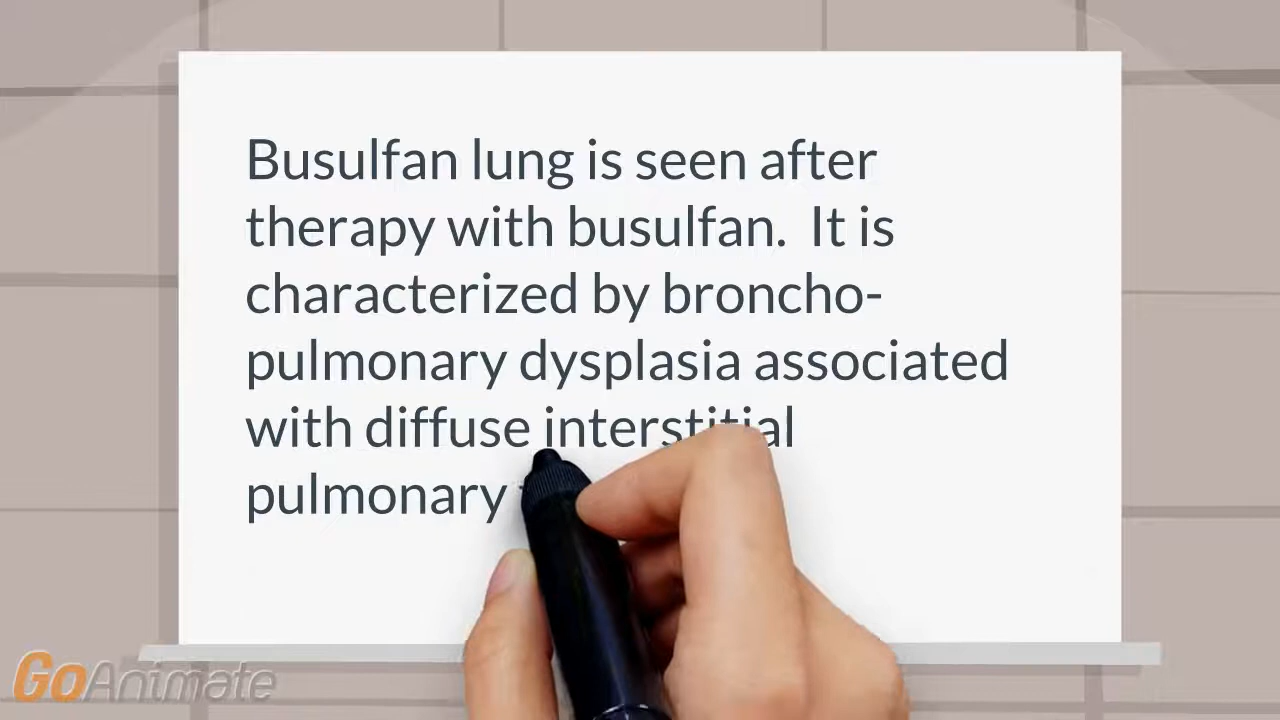 Busulfan lung is seen after
therapy with busulfan.  It is
characterized by broncho-
pulmonary dysplasia associated
with diffuse interstitial
pulmonary
GoAnimate